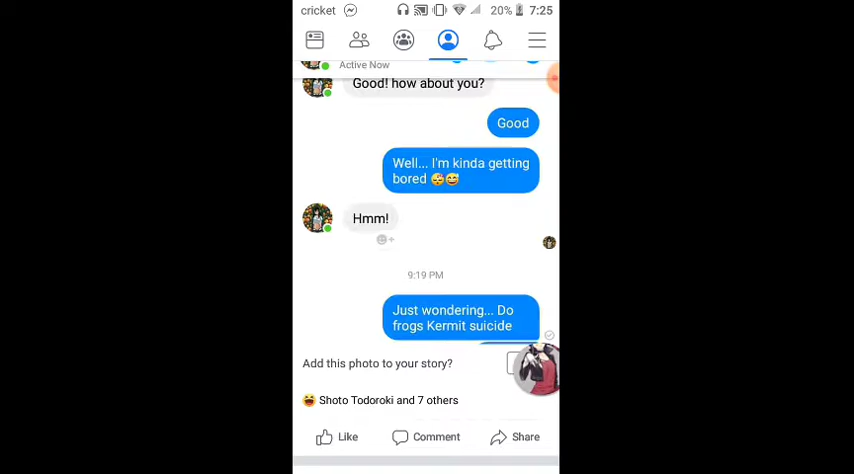 cricket 20% 7:25
Active Now
Good! how about you?
Good
Well... I'm kinda getting
bored
Hmm!
9:19 PM
Just wondering... Do
frogs Kermit suicide
Add this photo to your story?
Shoto Todoroki and 7 others
Like Comment Share